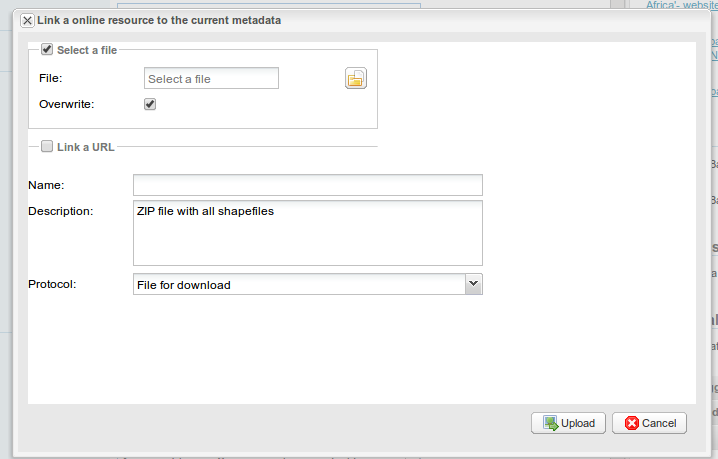 Africa'- website
Link a online resource to the current metadata
Select a file
File:
Select a file
Overwrite:
Link a URL
Name:
Description:
ZIP file with all shapefiles
Protocol:
File for download
Upload
Cancel